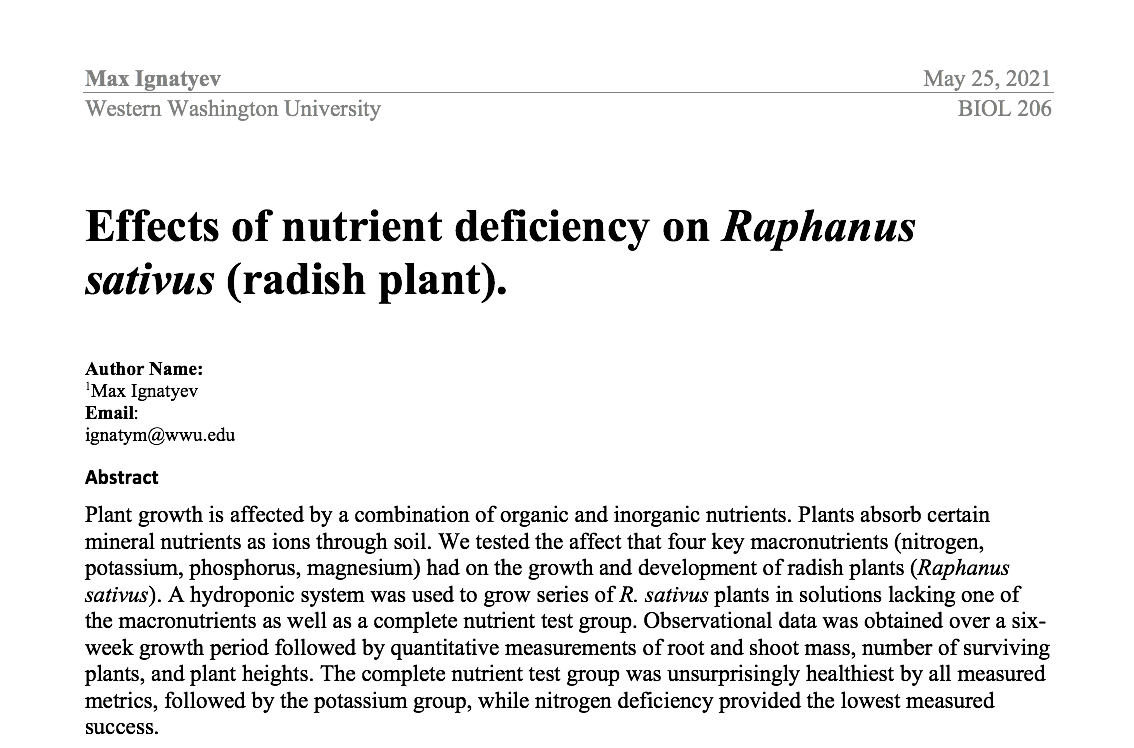 Max Ignatyev May 25, 2021
Western Washington University BIOL 206
Effects of nutrient deficiency on Raphanus
sativus (radish plant).
Author Name:
¹Max Ignatyev
Email:
ignatym@wwu.edu
Abstract
Plant growth is affected by a combination of organic and inorganic nutrients. Plants absorb certain
mineral nutrients as ions through soil. We tested the affect that four key macronutrients (nitrogen,
potassium, phosphorus, magnesium) had on the growth and development of radish plants (Raphanus
sativus). A hydroponic system was used to grow series of R. sativus plants in solutions lacking one of
the macronutrients as well as a complete nutrient test group. Observational data was obtained over a six-
week growth period followed by quantitative measurements of root and shoot mass, number of surviving
plants, and plant heights. The complete nutrient test group was unsurprisingly healthiest by all measured
metrics, followed by the potassium group, while nitrogen deficiency provided the lowest measured
success.